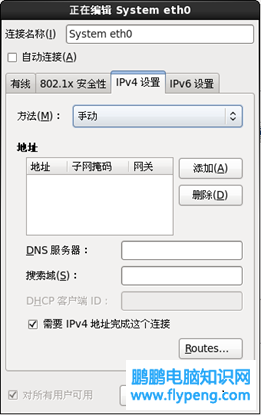 正在编辑 System eth0
连接名称(I) System eth0
自动连接(A)
有线 802.1x 安全性 IPv4 设置 IPv6 设置
方法(M)： 手动
地址
地址 子网掩码 网关
添加(A)
删除(D)
DNS 服务器：
搜索域(S)：
DHCP 客户端 ID：
需要 IPv4 地址完成这个连接
Routes…
对所有用户可用
鹏鹏电脑知识网
www.flypeng.com